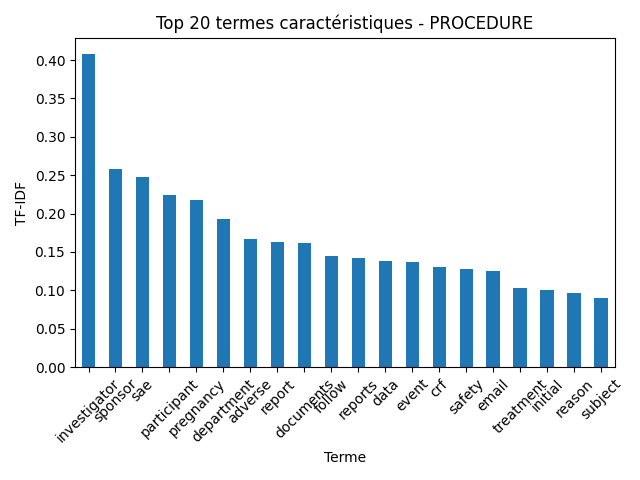 Top 20 termes caractéristiques - PROCEDURE
TF-IDF
0.40
0.35
0.30
0.25
0.20
0.15
0.10
0.05
0.00
investigator
sponsor
sae
participant
pregnancy
department
adverse
report
documents
follow
reports
data
event
crf
safety
email
treatment
initial
reason
subject
Terme